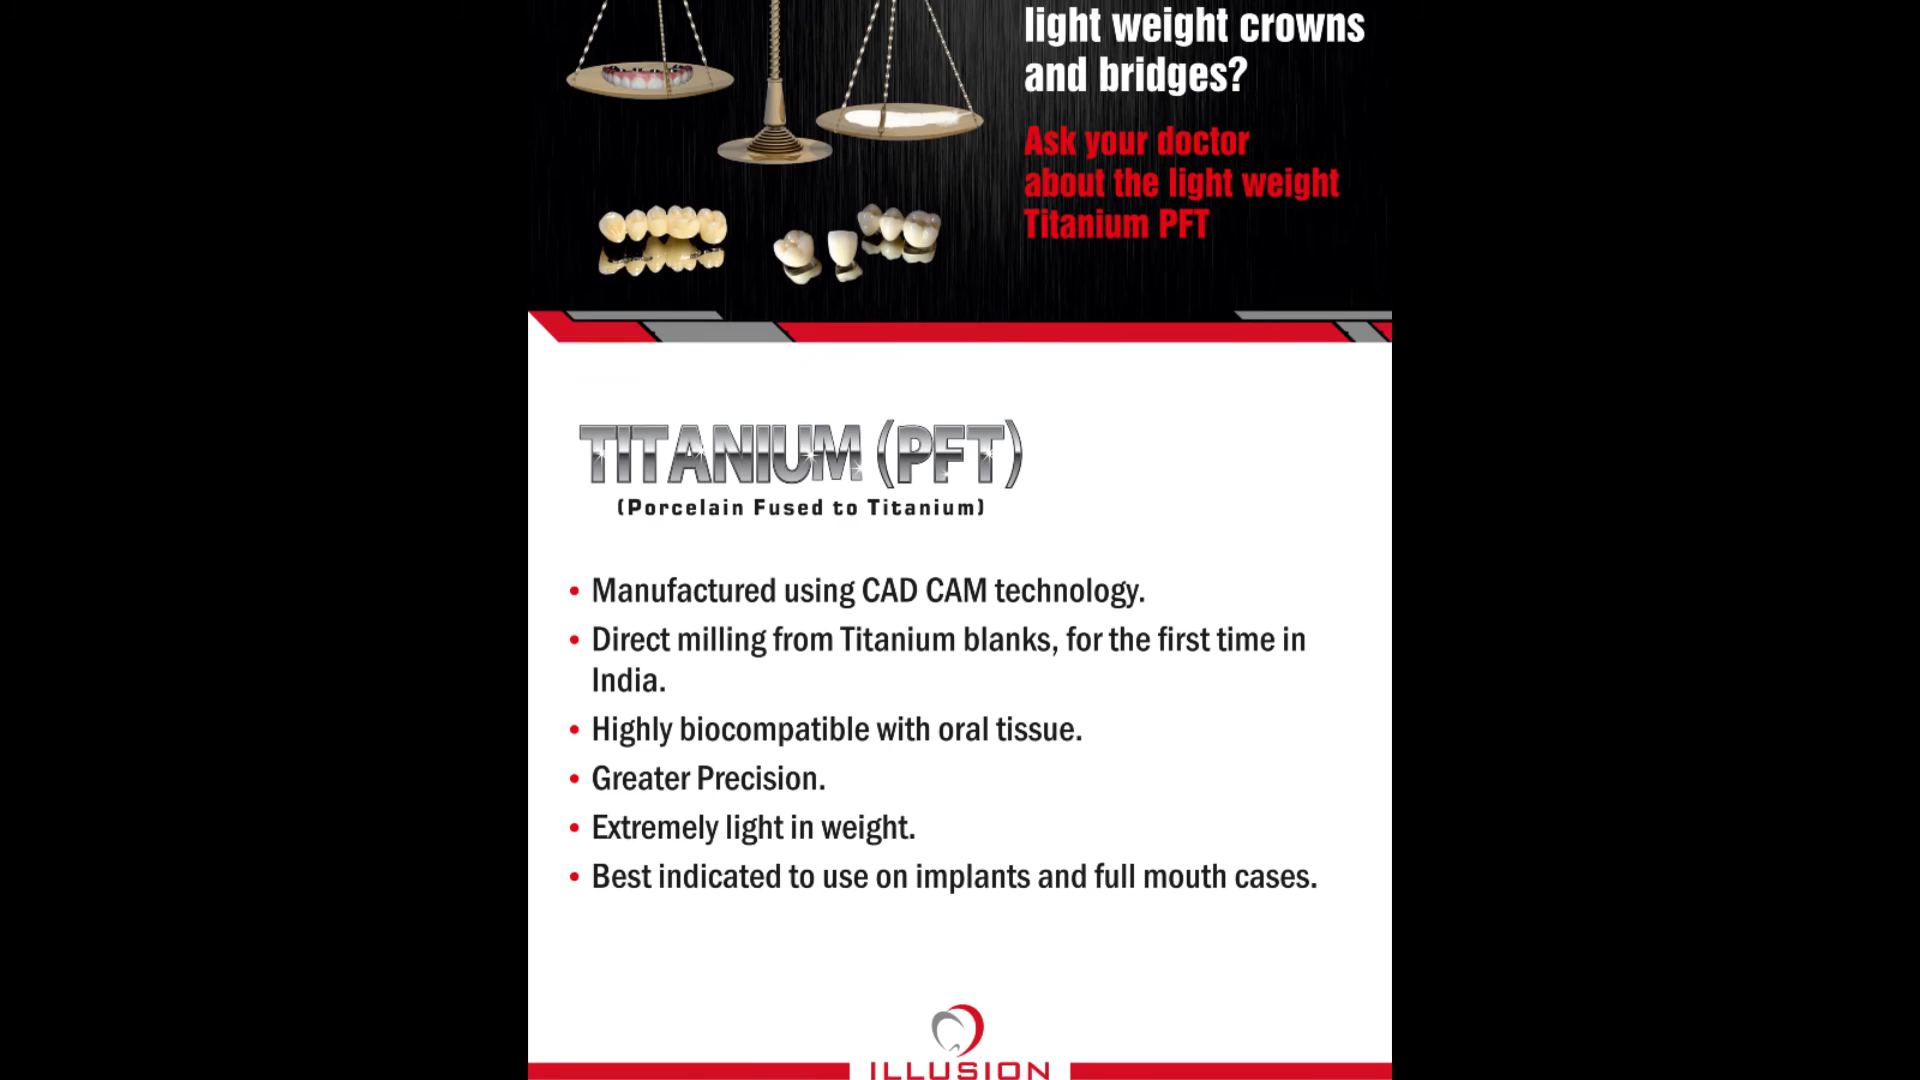 light weight crowns
and bridges?
Ask your doctor
about the light weight
Titanium PFT
TITANIUM (PFT)
(Porcelain Fused to Titanium)
• Manufactured using CAD CAM technology.
• Direct milling from Titanium blanks, for the first time in
India.
• Highly biocompatible with oral tissue.
• Greater Precision.
• Extremely light in weight.
• Best indicated to use on implants and full mouth cases.
ILLUSION